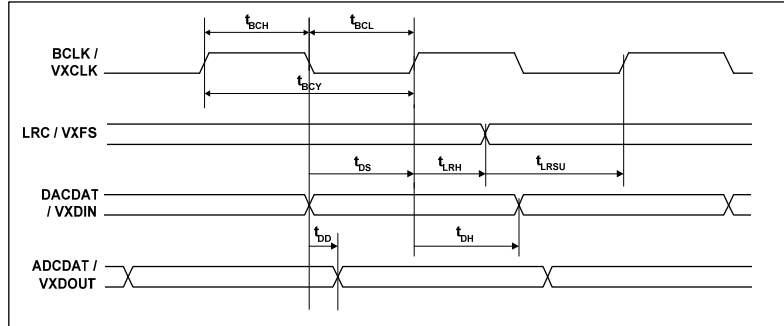 tBCH
tBCL
BCLK /
VXCLK
tBCY
LRC / VXFS
tDS
tLRH
tLRSU
DACDAT
/ VXDIN
tDD
tDH
ADCDAT /
VXDOUT